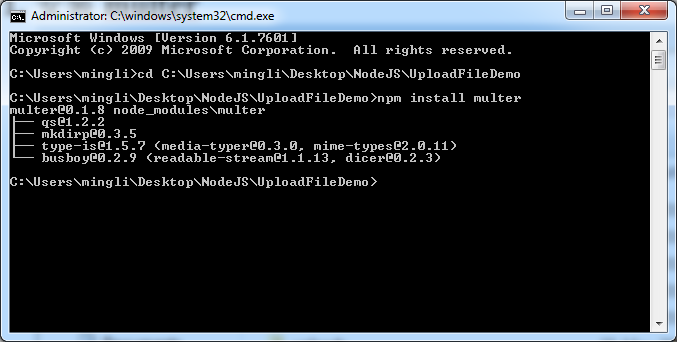 Administrator: C:\windows\system32\cmd.exe
Microsoft Windows [Version 6.1.7601]
Copyright (c) 2009 Microsoft Corporation.  All rights reserved.
C:\Users\mingli>cd C:\Users\mingli\Desktop\NodeJS\UploadFileDemo
C:\Users\mingli\Desktop\NodeJS\UploadFileDemo>npm install multer
multer@0.1.8 node_modules\multer
├── qs@1.2.2
├── mkdirp@0.3.5
├── type-is@1.5.7 (media-typer@0.3.0, mime-types@2.0.11)
└── busboy@0.2.9 (readable-stream@1.1.13, dicer@0.2.3)
C:\Users\mingli\Desktop\NodeJS\UploadFileDemo>